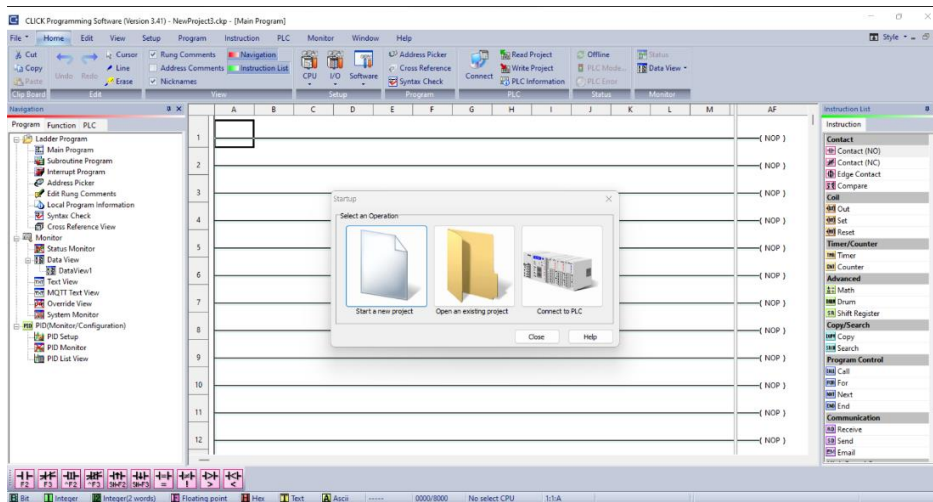 CLICK Programming Software (Version 3.41) - NewProject3.ckp - [Main Program]
File Home Edit View Setup Program Instruction PLC Monitor Window Help Style
Cut
Copy
Paste
Undo Redo
Cursor
Line
Erase
Rung Comments
Address Comments
Nicknames
Navigation
Instruction List
CPU I/O Software
Address Picker
Cross Reference
Syntax Check
Connect
Read Project
Write Project
PLC Information
Offline
PLC Mode...
PLC Error
Status
Data View
Clip Board Edit View Setup Program PLC Status Monitor
Navigation
Program Function PLC
Ladder Program
Main Program
Subroutine Program
Interrupt Program
Address Picker
Edit Rung Comments
Local Program Information
Syntax Check
Cross Reference View
Monitor
Status Monitor
Data View
DataView1
Text View
MQTT Text View
Override View
System Monitor
PID(Monitor/Configuration)
PID Setup
PID Monitor
PID List View
A B C D E F G H I J K L M AF
1 ( NOP )
2 ( NOP )
3 ( NOP )
4 ( NOP )
5 ( NOP )
6 ( NOP )
7 ( NOP )
8 ( NOP )
9 ( NOP )
10 ( NOP )
11 ( NOP )
12 ( NOP )
Startup
Select an Operation
Start a new project Open an existing project Connect to PLC
Close Help
Instruction List
Instruction
Contact
Contact (NO)
Contact (NC)
Edge Contact
Compare
Coil
Out
Set
Reset
Timer/Counter
Timer
Counter
Advanced
Math
Drum
Shift Register
Copy/Search
Copy
Search
Program Control
Call
For
Next
End
Communication
Receive
Send
Email
F2 F3 ^F2 ^F3 SH+F2 SH+F3 = ! > <
Bit Integer Integer(2 words) Floating point Hex Text Ascii ----- 0000/8000 No select CPU 1:1:A